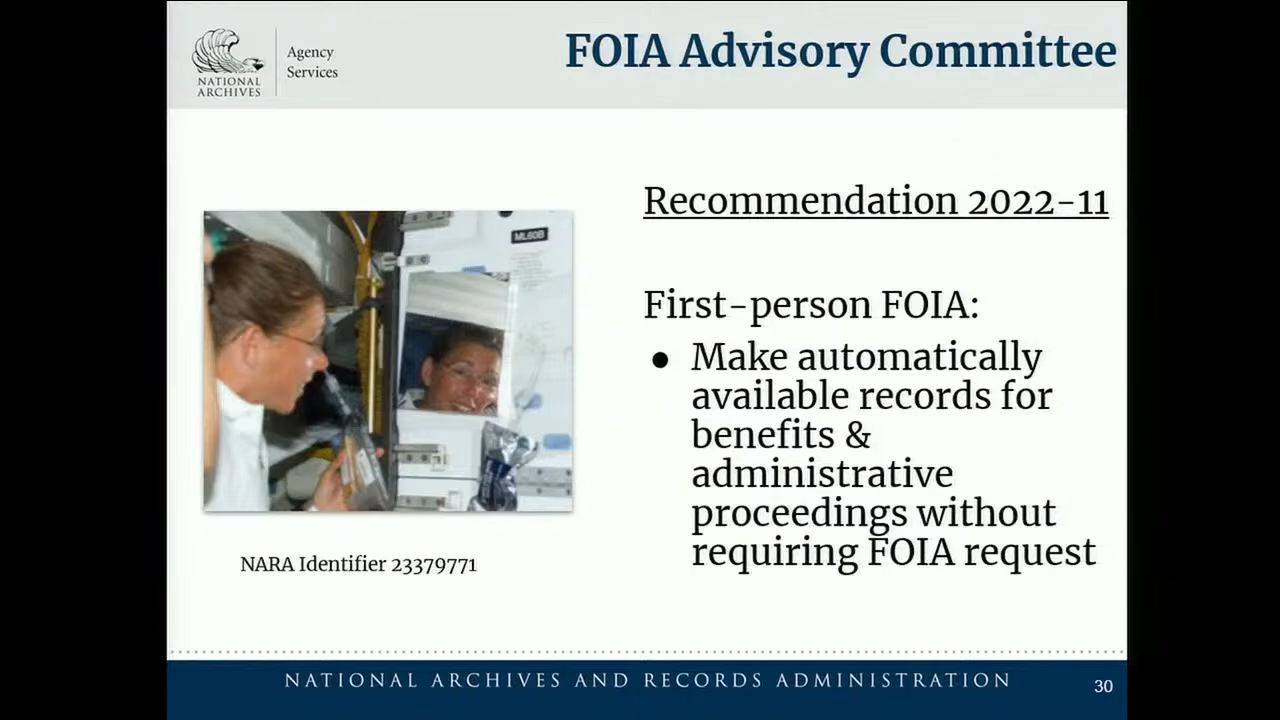 NATIONAL
ARCHIVES
Agency
Services
FOIA Advisory Committee
Recommendation 2022-11
ML60B
First-person FOIA:
● Make automatically
available records for
benefits &
administrative
proceedings without
requiring FOIA request
NARA Identifier 23379771
NATIONAL ARCHIVES AND RECORDS ADMINISTRATION
30